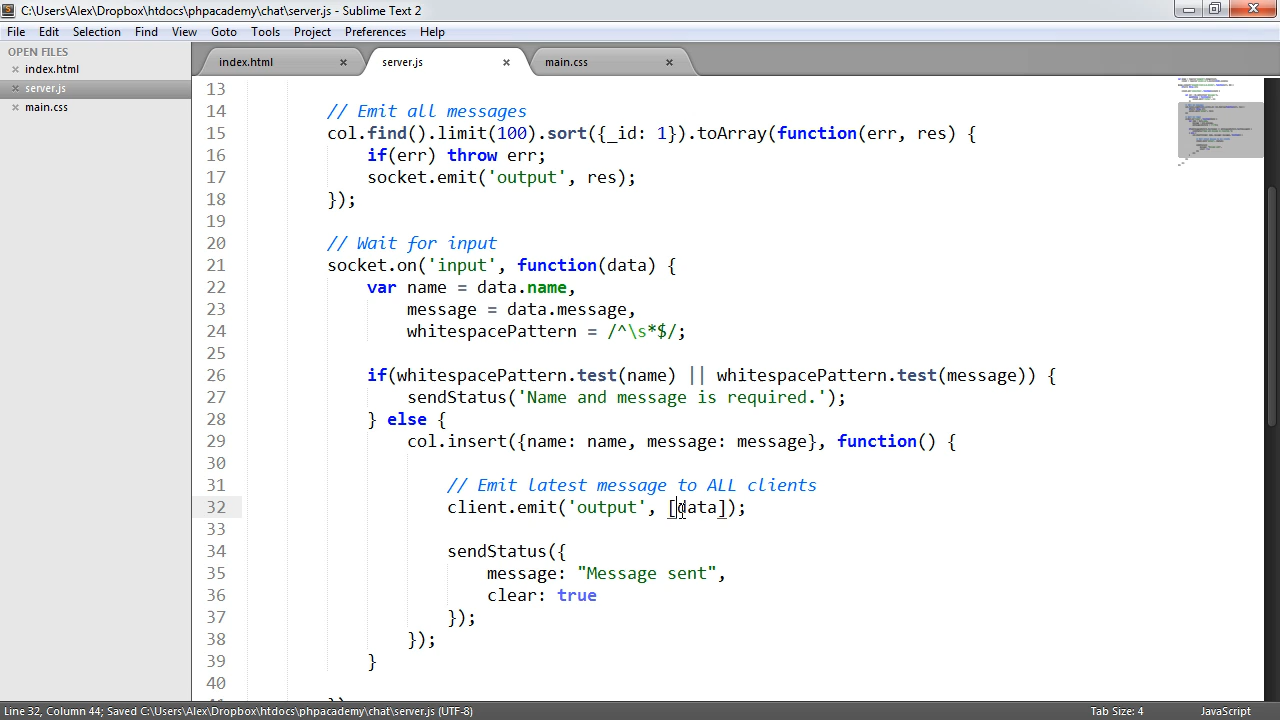 C:\Users\Alex\Dropbox\htdocs\phpacademy\chat\server.js - Sublime Text 2
File Edit Selection Find View Goto Tools Project Preferences Help
OPEN FILES
index.html
server.js
main.css
index.html server.js main.css
13
14 // Emit all messages
15 col.find().limit(100).sort({_id: 1}).toArray(function(err, res) {
16 if(err) throw err;
17 socket.emit('output', res);
18 });
19
20 // Wait for input
21 socket.on('input', function(data) {
22 var name = data.name,
23 message = data.message,
24 whitespacePattern = /^\s*$/;
25
26 if(whitespacePattern.test(name) || whitespacePattern.test(message)) {
27 sendStatus('Name and message is required.');
28 } else {
29 col.insert({name: name, message: message}, function() {
30
31 // Emit latest message to ALL clients
32 client.emit('output', [data]);
33
34 sendStatus({
35 message: "Message sent",
36 clear: true
37 });
38 });
39 }
40
Line 32, Column 44; Saved C:\Users\Alex\Dropbox\htdocs\phpacademy\chat\server.js (UTF-8) Tab Size: 4 JavaScript